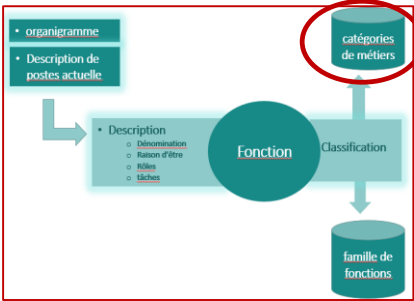 • organigramme
• Description de
postes actuelle
catégories
de métiers
• Description
o Dénomination
o Raison d'être
o Rôles
o tâches
Fonction
Classification
famille de
fonctions